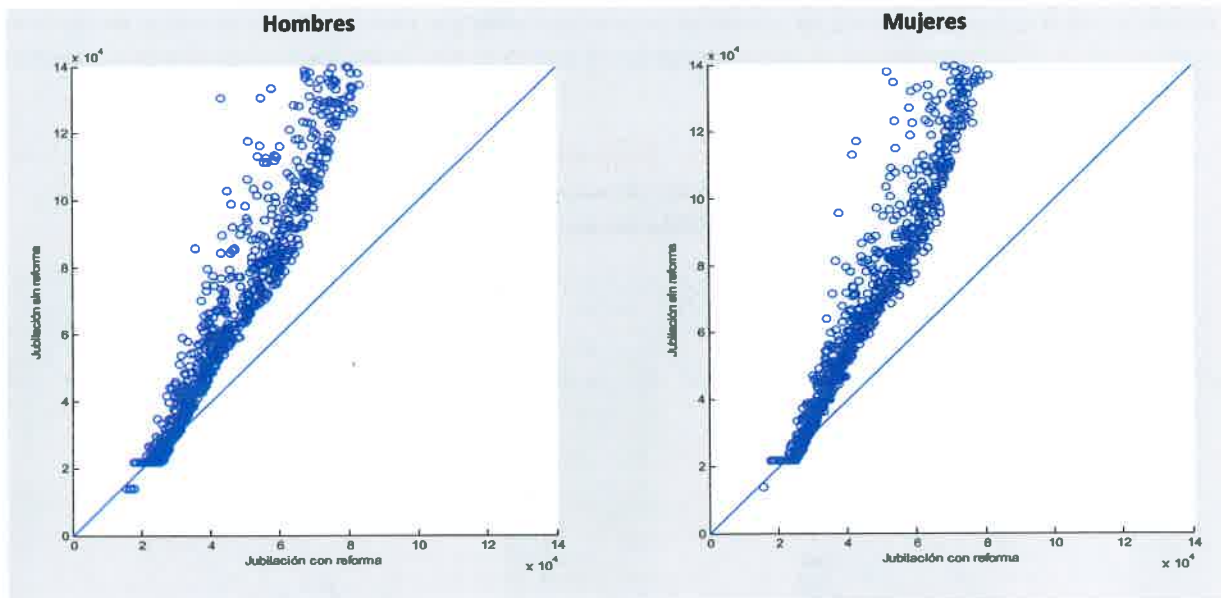 Hombres
x 10⁴
14
12
10
8
6
4
2
0
Jubilación sin reforma
0 2 4 6 8 10 12 14
Jubilación con reforma
x 10⁴
Mujeres
x 10⁴
14
12
10
8
6
4
2
0
Jubilación sin reforma
0 2 4 6 8 10 12 14
Jubilación con reforma
x 10⁴